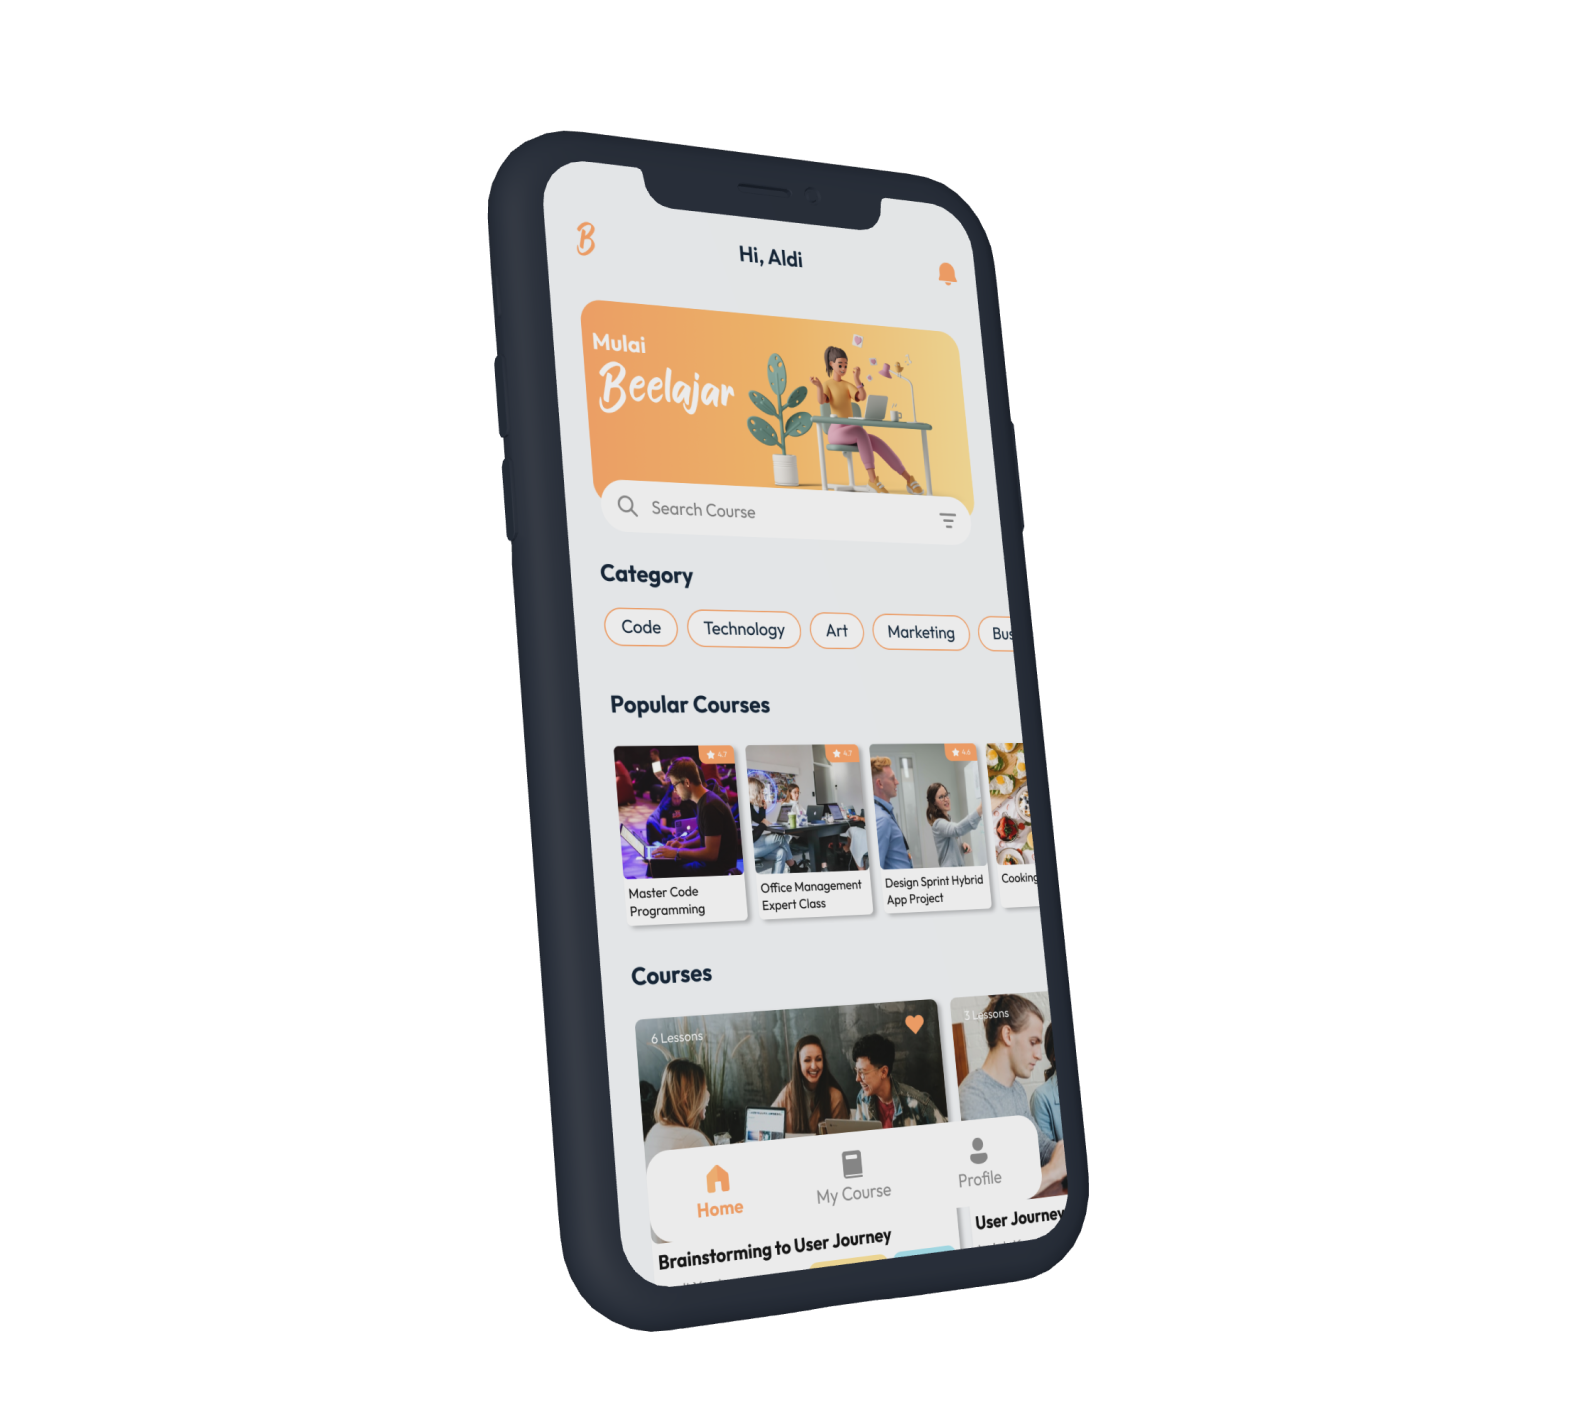 B
Hi, Aldi
Mulai
Beelajar
Search Course
Category
Code
Technology
Art
Marketing
Popular Courses
4.7
4.7
4.6
Master Code
Programming
Office Management
Expert Class
Design Sprint Hybrid
App Project
Cooking
Courses
6 Lessons
3 Lessons
Home
My Course
Profile
Brainstorming to User Journey
User Journey